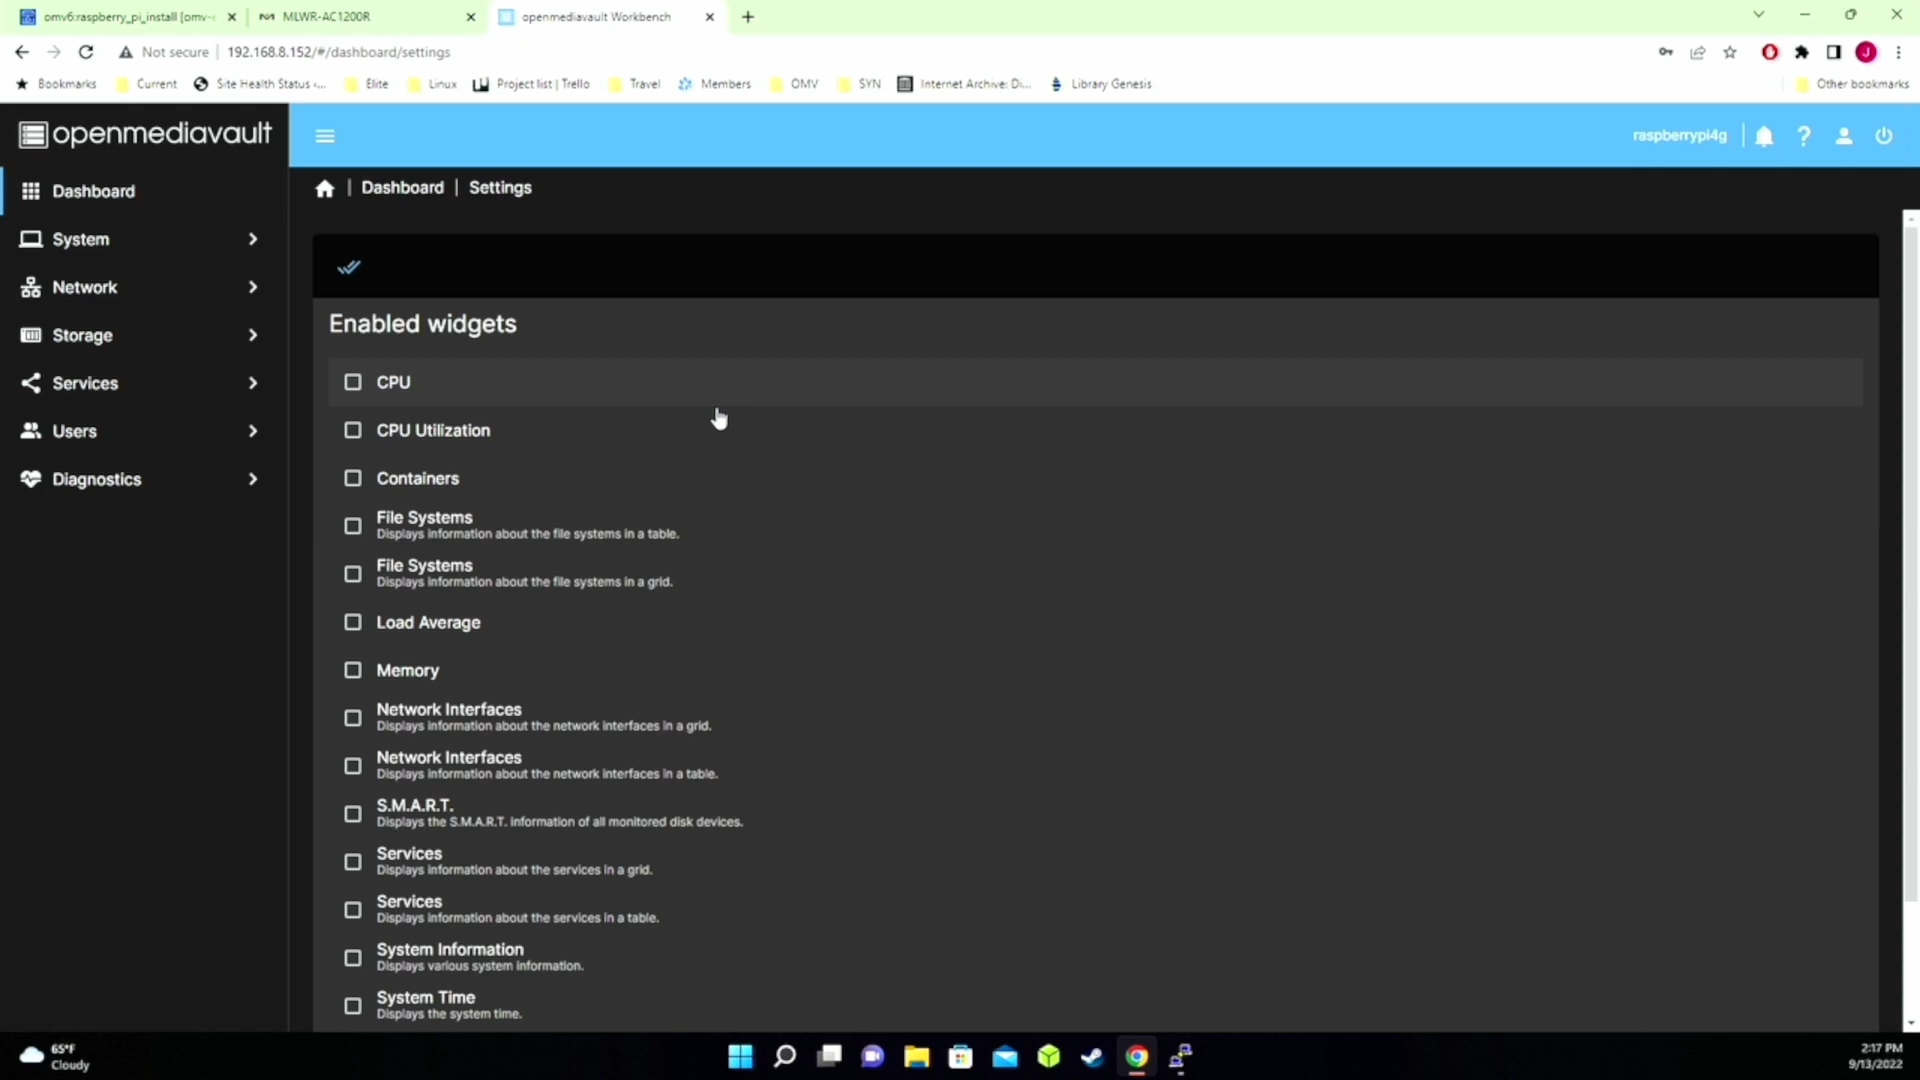 omv6:raspberry_pi_install [omv-
MLWR-AC1200R
openmediavault Workbench
Not secure
192.168.8.152/#/dashboard/settings
J
Bookmarks
Current
Site Health Status ‹...
Elite
Linux
Project list | Trello
Travel
Members
OMV
SYN
Internet Archive: Di...
Library Genesis
Other bookmarks
openmediavault
raspberrypi4g
Dashboard | Settings
Dashboard
System
Network
Storage
Services
Users
Diagnostics
Enabled widgets
CPU
CPU Utilization
Containers
File Systems
Displays information about the file systems in a table.
File Systems
Displays information about the file systems in a grid.
Load Average
Memory
Network Interfaces
Displays information about the network interfaces in a grid.
Network Interfaces
Displays information about the network interfaces in a table.
S.M.A.R.T.
Displays the S.M.A.R.T. information of all monitored disk devices.
Services
Displays information about the services in a grid.
Services
Displays information about the services in a table.
System Information
Displays various system information.
System Time
Displays the system time.
65°F
Cloudy
2:17 PM
9/13/2022